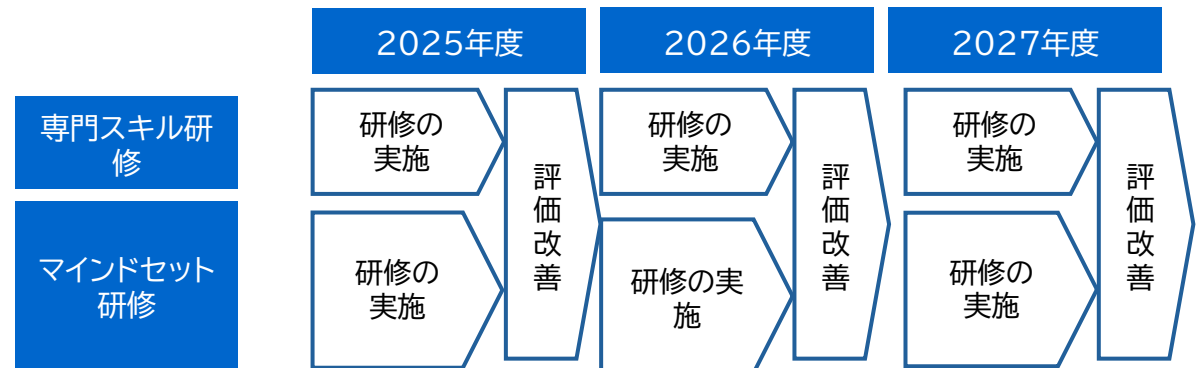 2025年度
2026年度
2027年度
専門スキル研
修
研修の
実施
評
価
改
善
研修の
実施
評
価
改
善
研修の
実施
評
価
改
善
マインドセット
研修
研修の
実施
研修の実
施
研修の
実施